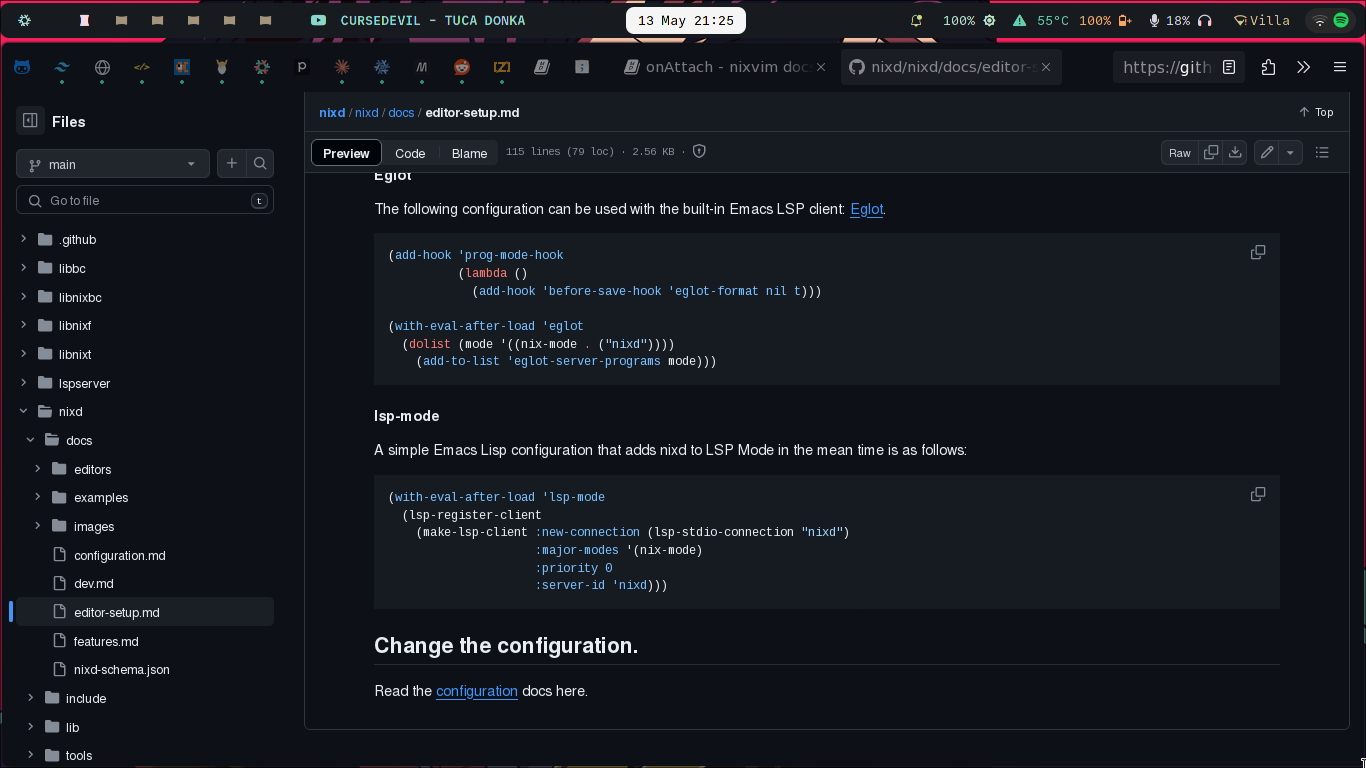 CURSEDEVIL - TUCA DONKA
13 May 21:25
100%
55°C 100%
18%
Villa
onAttach - nixvim doc
nixd/nixd/docs/editor-s
https://gith
Files
main
Go to file
t
.github
libbc
libnixbc
libnixf
libnixt
lspserver
nixd
docs
editors
examples
images
configuration.md
dev.md
editor-setup.md
features.md
nixd-schema.json
include
lib
tools
nixd / nixd / docs / editor-setup.md
Top
Preview Code Blame 115 lines (79 loc) · 2.56 KB ·
Raw
Eglot
The following configuration can be used with the built-in Emacs LSP client: Eglot.
(add-hook 'prog-mode-hook
(lambda ()
(add-hook 'before-save-hook 'eglot-format nil t)))
(with-eval-after-load 'eglot
(dolist (mode '((nix-mode . ("nixd"))))
(add-to-list 'eglot-server-programs mode)))
lsp-mode
A simple Emacs Lisp configuration that adds nixd to LSP Mode in the mean time is as follows:
(with-eval-after-load 'lsp-mode
(lsp-register-client
(make-lsp-client :new-connection (lsp-stdio-connection "nixd")
:major-modes '(nix-mode)
:priority 0
:server-id 'nixd)))
Change the configuration.
Read the configuration docs here.